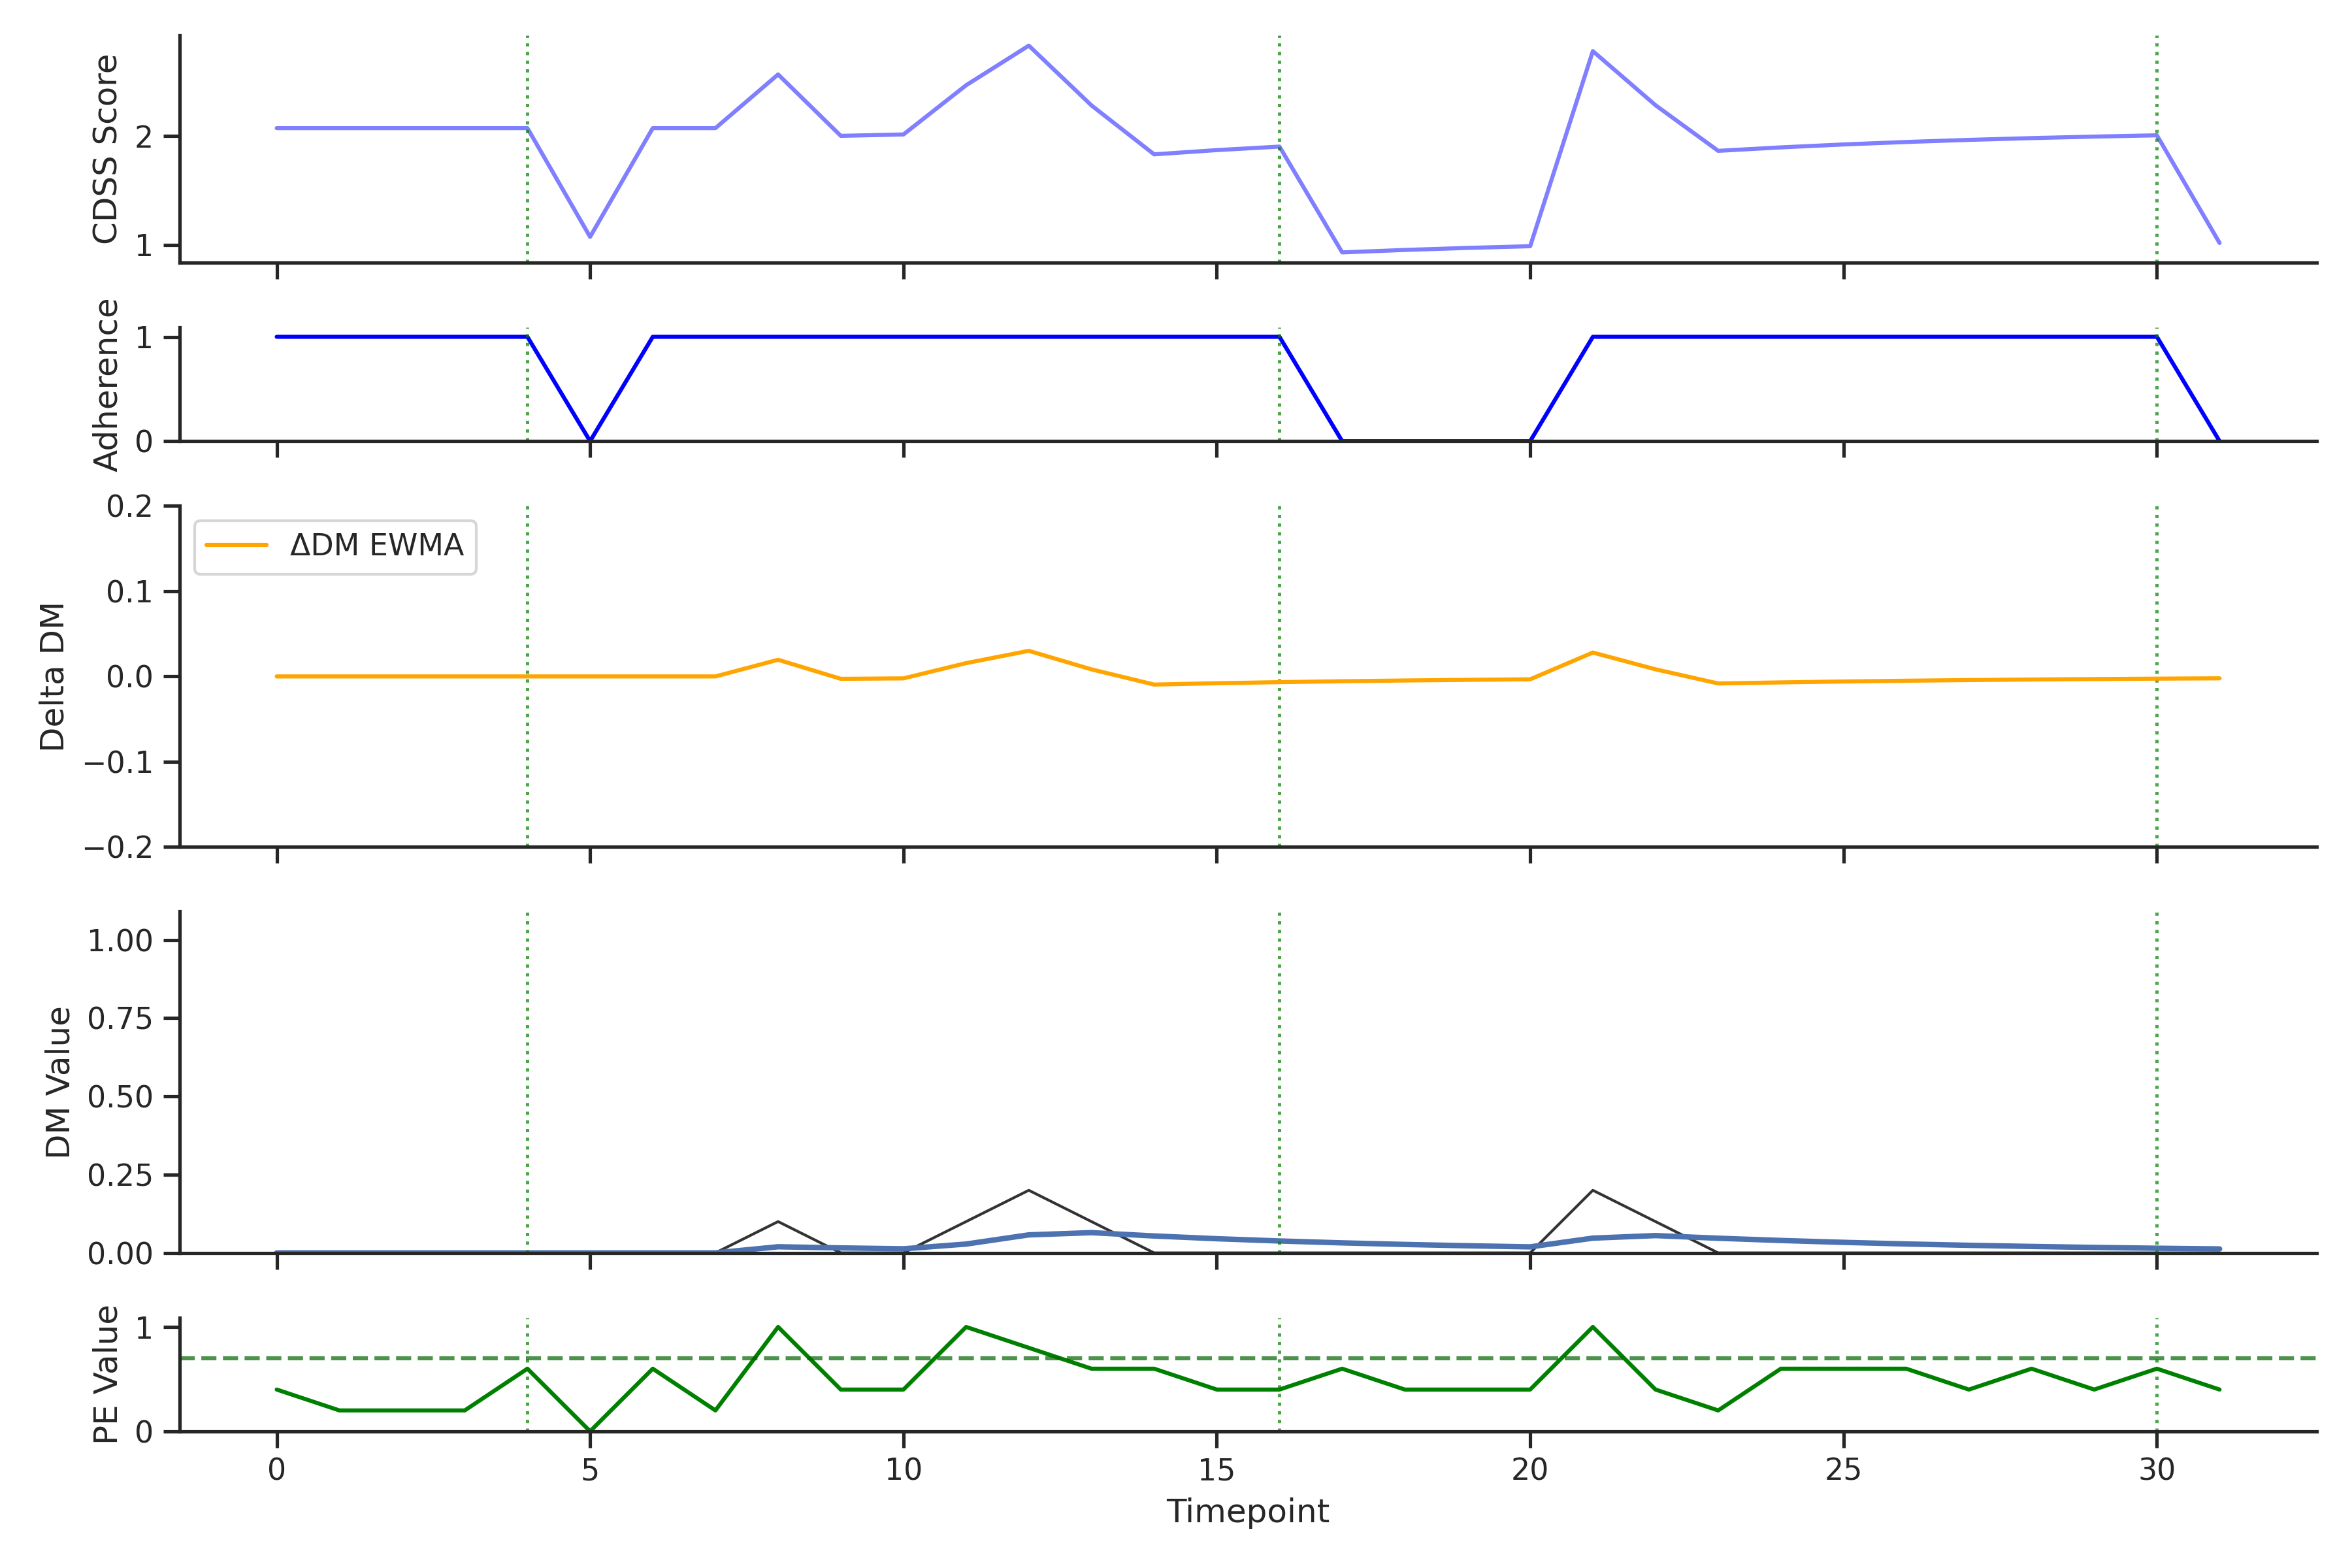 CDSS Score
2
1
Adherence
1
0
Delta DM
0.2
0.1
0.0
−0.1
−0.2
ΔDM EWMA
DM Value
1.00
0.75
0.50
0.25
0.00
PE Value
1
0
0 5 10 15 20 25 30
Timepoint